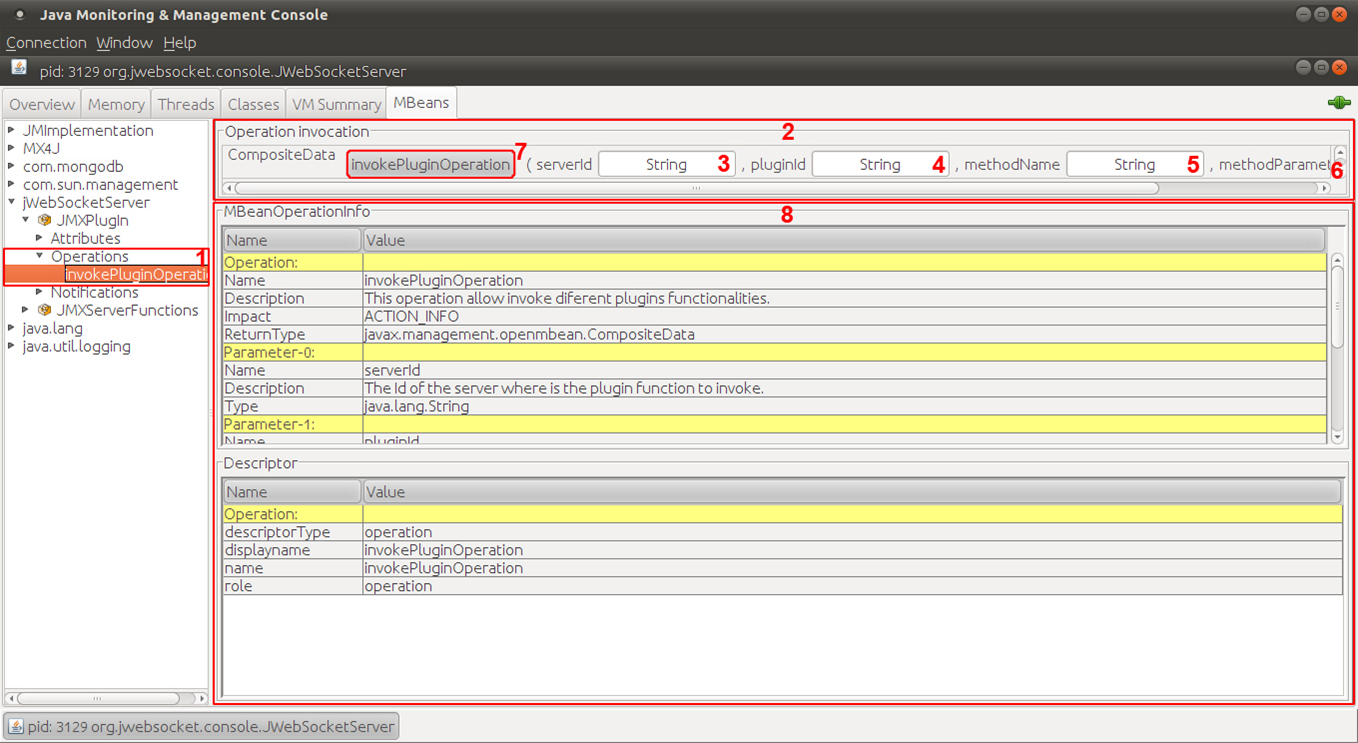 Java Monitoring & Management Console
Connection Window Help
pid: 3129 org.jwebsocket.console.JWebSocketServer
Overview Memory Threads Classes VM Summary MBeans
JMImplementation
MX4J
com.mongodb
com.sun.management
jWebSocketServer
JMXPlugIn
Attributes
Operations 1
invokePluginOperati
Notifications
JMXServerFunctions
java.lang
java.util.logging
Operation invocation 2
CompositeData invokePluginOperation 7 ( serverId String 3 , pluginId String 4 , methodName String 5 , methodParamet 6
MBeanOperationInfo 8
Name Value
Operation:
Name invokePluginOperation
Description This operation allow invoke diferent plugins functionalities.
Impact ACTION_INFO
ReturnType javax.management.openmbean.CompositeData
Parameter-0:
Name serverId
Description The Id of the server where is the plugin function to invoke.
Type java.lang.String
Parameter-1:
Name pluginId
Descriptor
Name Value
Operation:
descriptorType operation
displayname invokePluginOperation
name invokePluginOperation
role operation
pid: 3129 org.jwebsocket.console.JWebSocketServer